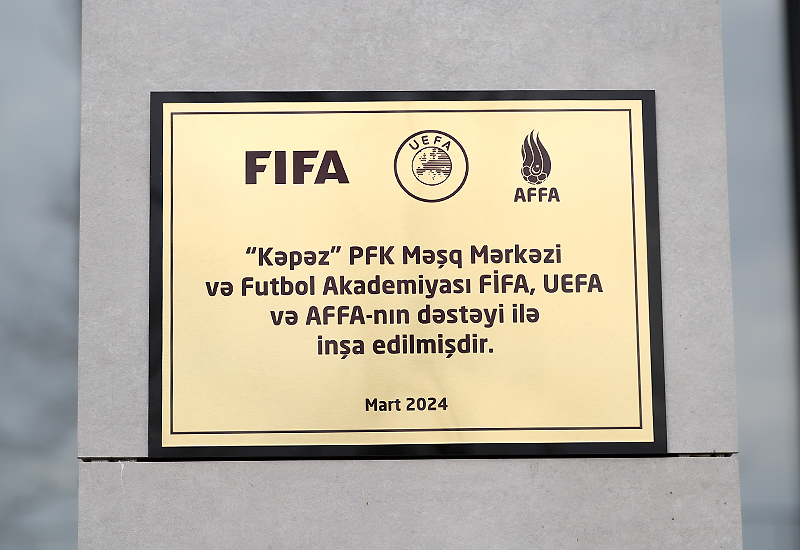 FIFA
UEFA
AFFA
“Kəpəz” PFK Məşq Mərkəzi
və Futbol Akademiyası FİFA, UEFA
və AFFA-nın dəstəyi ilə
inşa edilmişdir.
Mart 2024